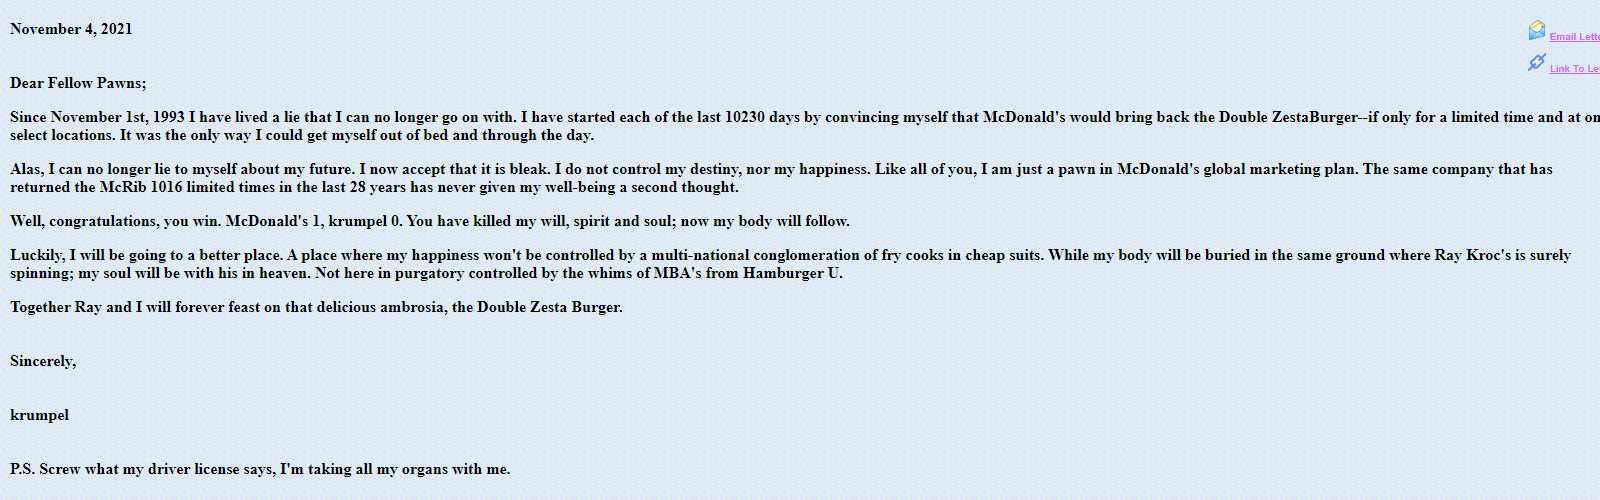 November 4, 2021
Email Lette
Dear Fellow Pawns;
Link To Le
Since November 1st, 1993 I have lived a lie that I can no longer go on with. I have started each of the last 10230 days by convincing myself that McDonald's would bring back the Double ZestaBurger--if only for a limited time and at on
select locations. It was the only way I could get myself out of bed and through the day.
Alas, I can no longer lie to myself about my future. I now accept that it is bleak. I do not control my destiny, nor my happiness. Like all of you, I am just a pawn in McDonald's global marketing plan. The same company that has
returned the McRib 1016 limited times in the last 28 years has never given my well-being a second thought.
Well, congratulations, you win. McDonald's 1, krumpel 0. You have killed my will, spirit and soul; now my body will follow.
Luckily, I will be going to a better place. A place where my happiness won't be controlled by a multi-national conglomeration of fry cooks in cheap suits. While my body will be buried in the same ground where Ray Kroc's is surely
spinning; my soul will be with his in heaven. Not here in purgatory controlled by the whims of MBA's from Hamburger U.
Together Ray and I will forever feast on that delicious ambrosia, the Double Zesta Burger.
Sincerely,
krumpel
P.S. Screw what my driver license says, I'm taking all my organs with me.